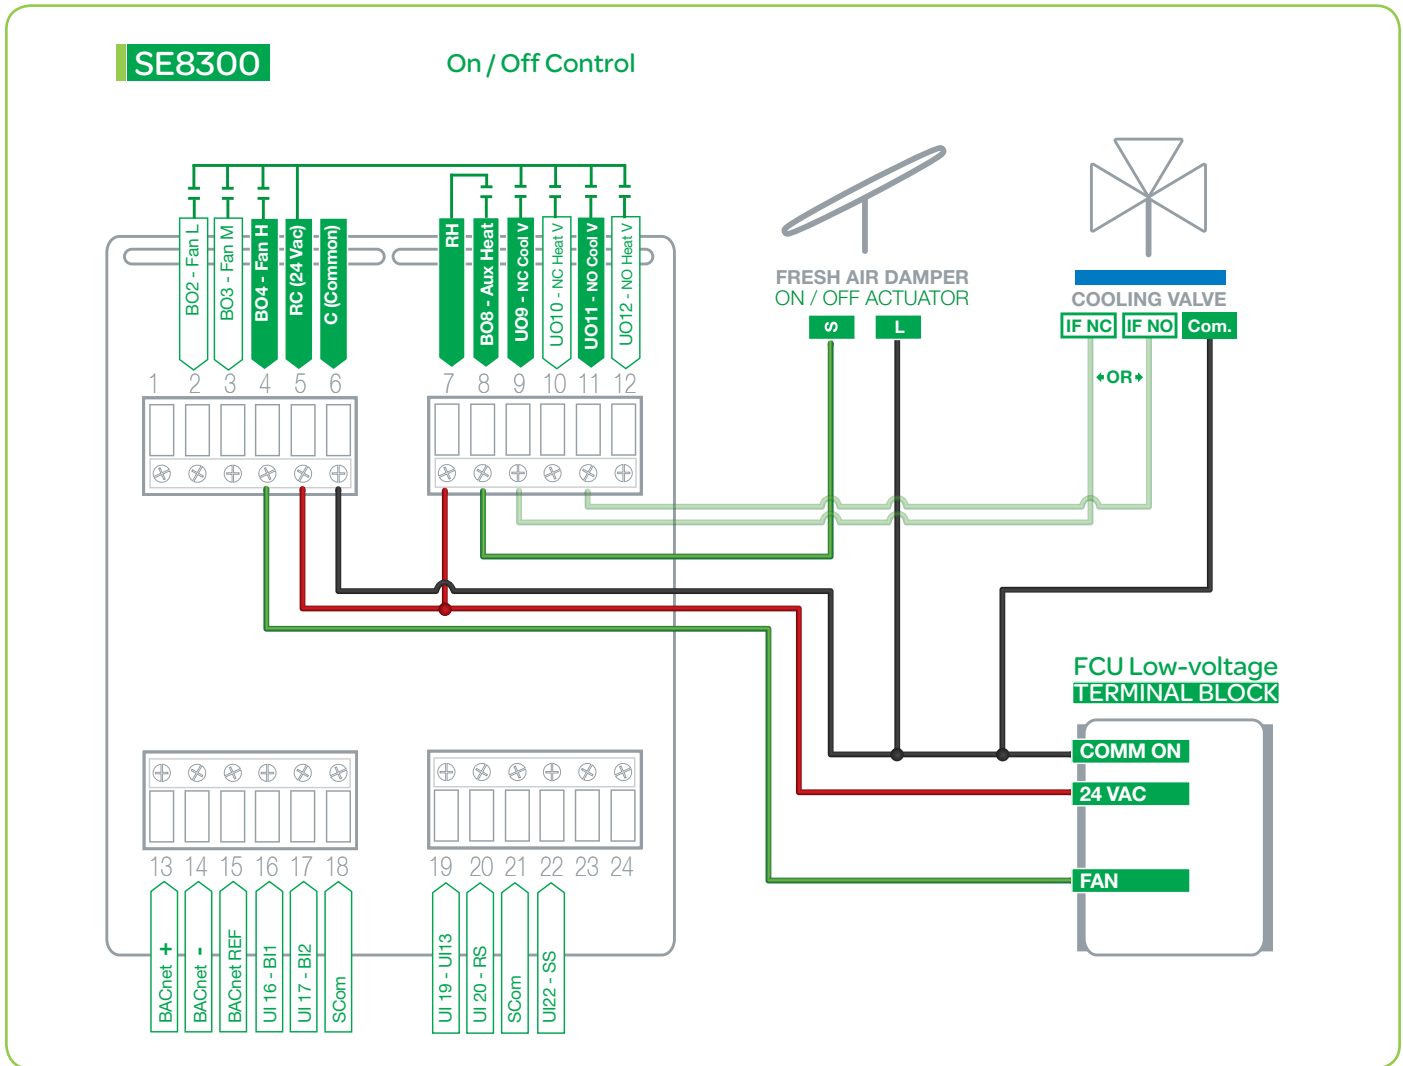 SE8300
On / Off Control
BO2 - Fan L
BO3 - Fan M
BO4 - Fan H
RC (24 Vac)
C (Common)
RH
BO8 - Aux Heat
UO9 - NC Cool V
UO10 - NC Heat V
UO11 - NO Cool V
UO12 - NO Heat V
1 2 3 4 5 6
7 8 9 10 11 12
FRESH AIR DAMPER
ON / OFF ACTUATOR
S
L
COOLING VALVE
IF NC
IF NO
Com.
OR
FCU Low-voltage
TERMINAL BLOCK
COMM ON
24 VAC
FAN
13 14 15 16 17 18
19 20 21 22 23 24
BACnet +
BACnet -
BACnet REF
UI 16 - BI1
UI 17 - BI2
SCom
UI 19 - UI13
UI 20 - RS
SCom
UI22 - SS